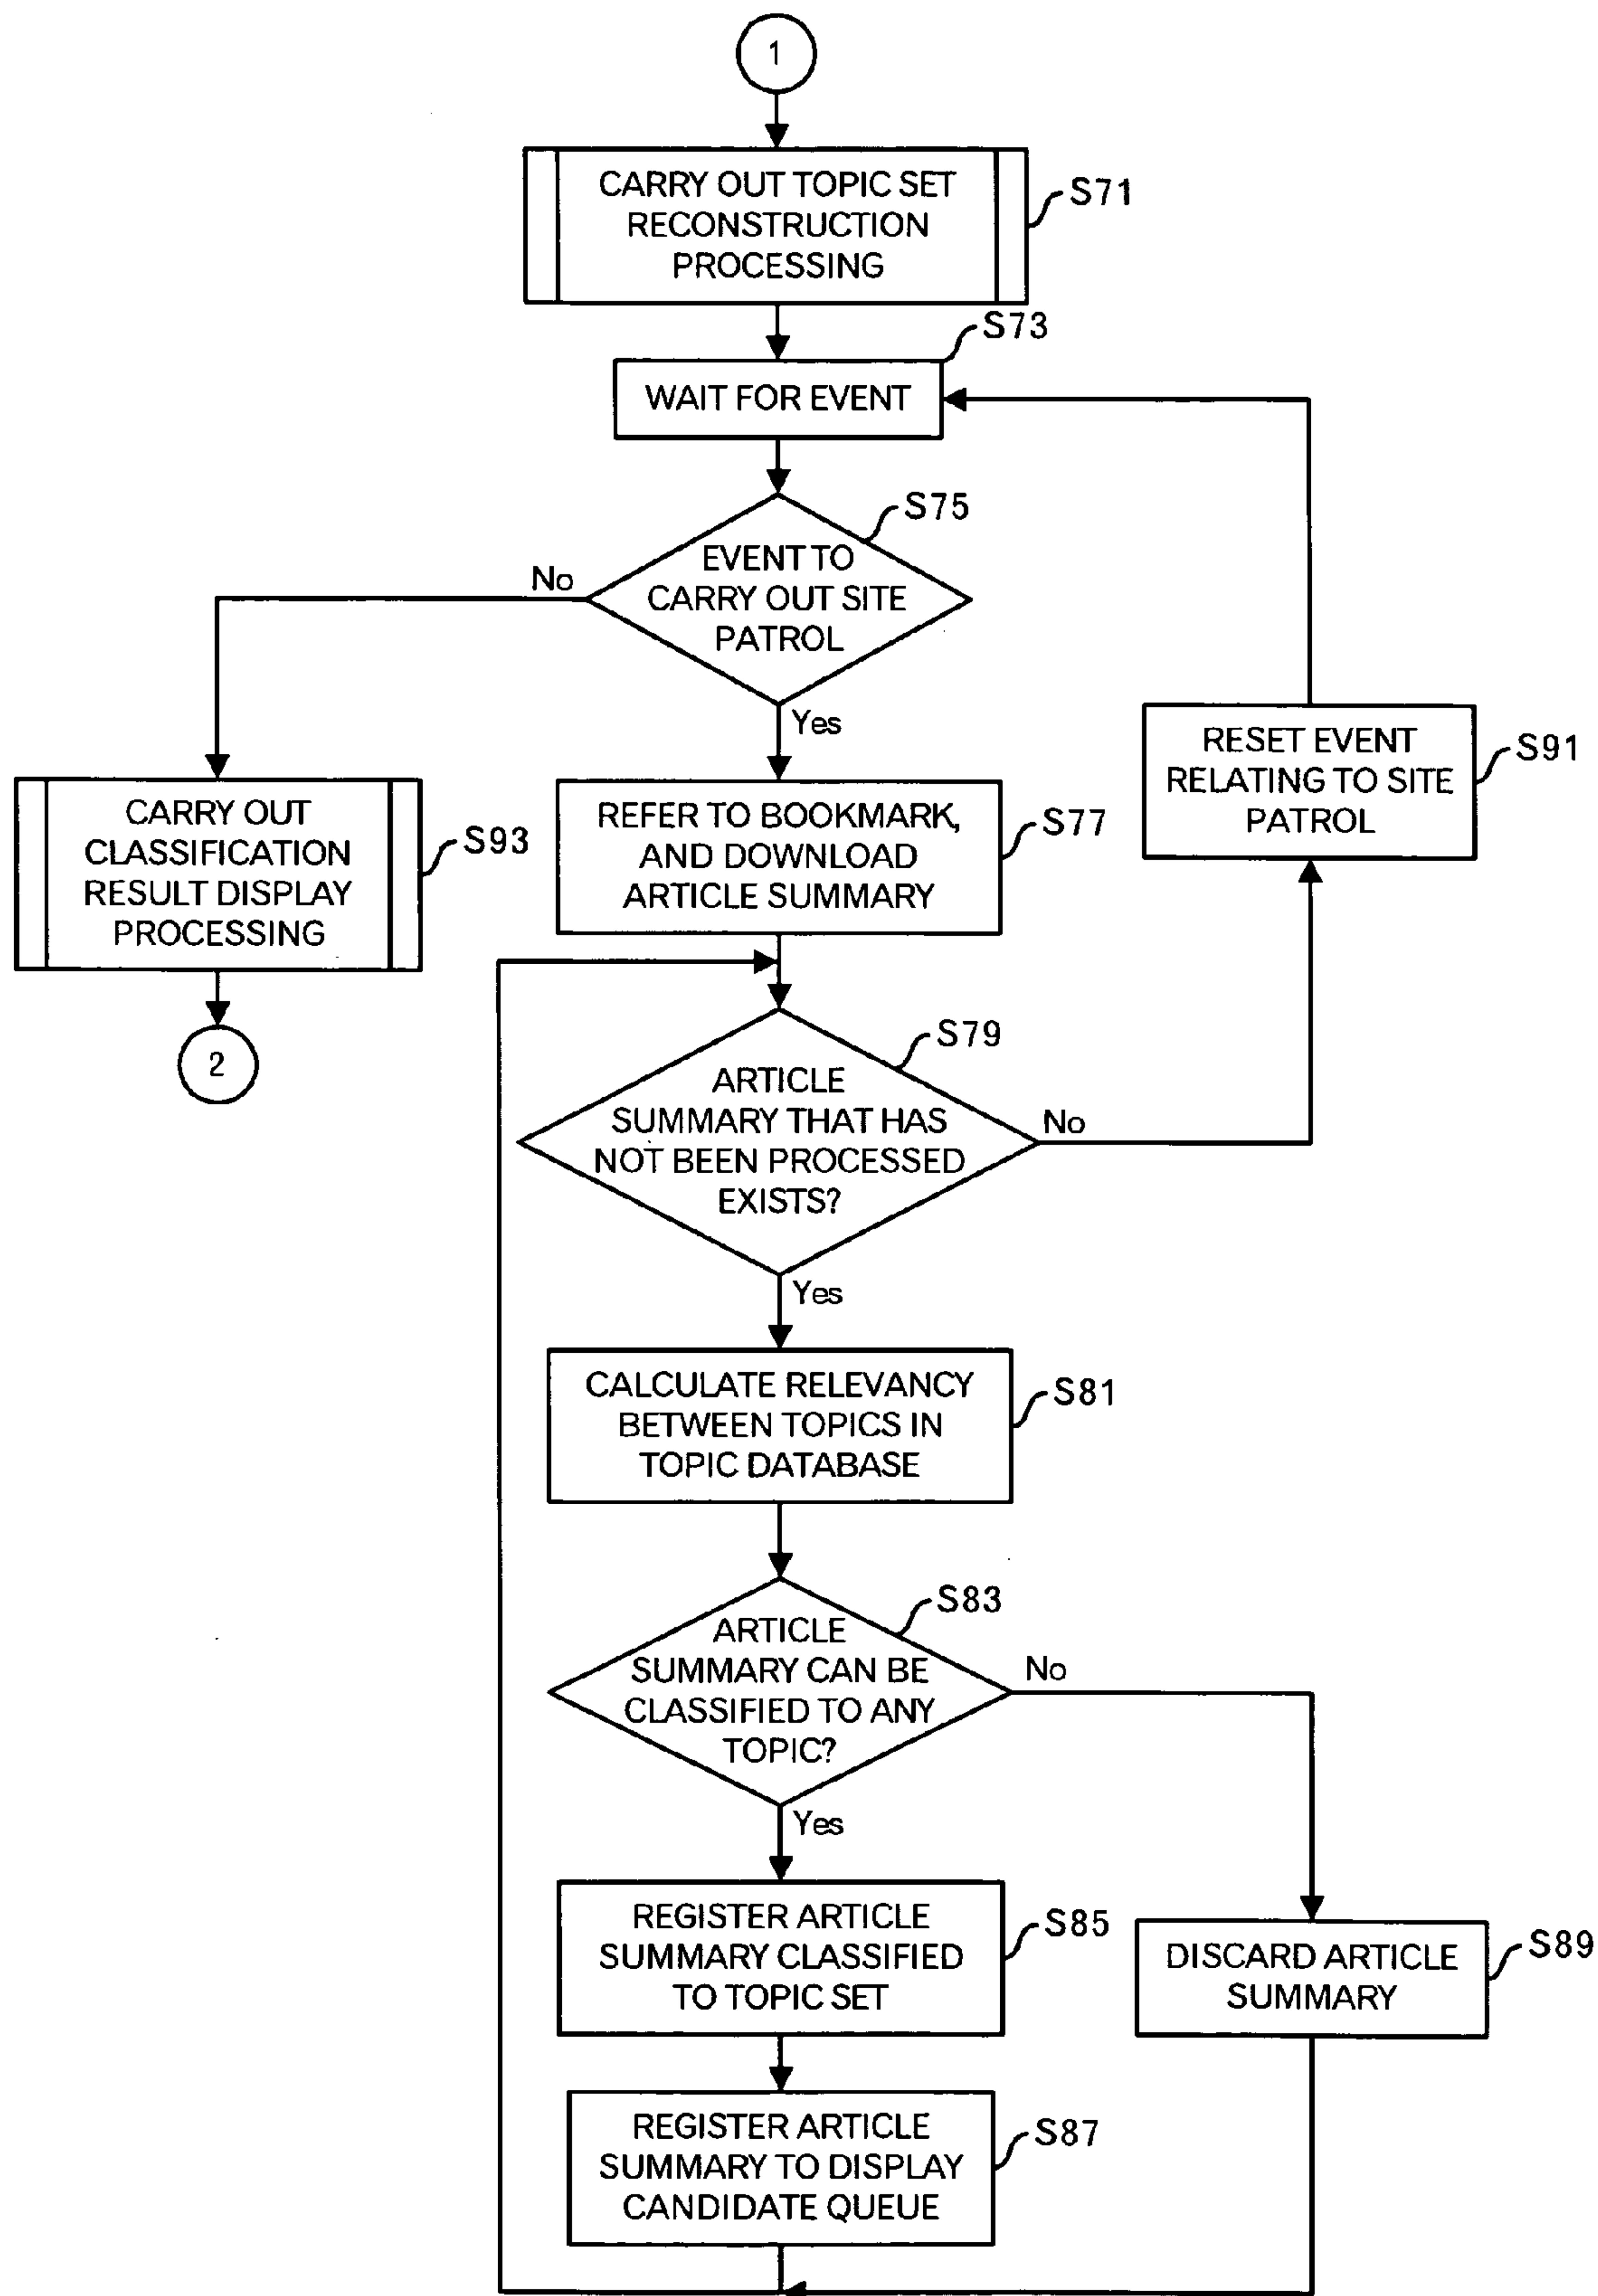 1
CARRY OUT TOPIC SET
RECONSTRUCTION
PROCESSING
S71
S73
WAIT FOR EVENT
S75
EVENT TO
CARRY OUT SITE
PATROL
No
Yes
RESET EVENT
RELATING TO SITE
PATROL
S91
CARRY OUT
CLASSIFICATION
RESULT DISPLAY
PROCESSING
S93
REFER TO BOOKMARK,
AND DOWNLOAD
ARTICLE SUMMARY
S77
2
S79
ARTICLE
SUMMARY THAT HAS
NOT BEEN PROCESSED
EXISTS?
No
Yes
CALCULATE RELEVANCY
BETWEEN TOPICS IN
TOPIC DATABASE
S81
S83
ARTICLE
SUMMARY CAN BE
CLASSIFIED TO ANY
TOPIC?
No
Yes
REGISTER ARTICLE
SUMMARY CLASSIFIED
TO TOPIC SET
S85
DISCARD ARTICLE
SUMMARY
S89
REGISTER ARTICLE
SUMMARY TO DISPLAY
CANDIDATE QUEUE
S87